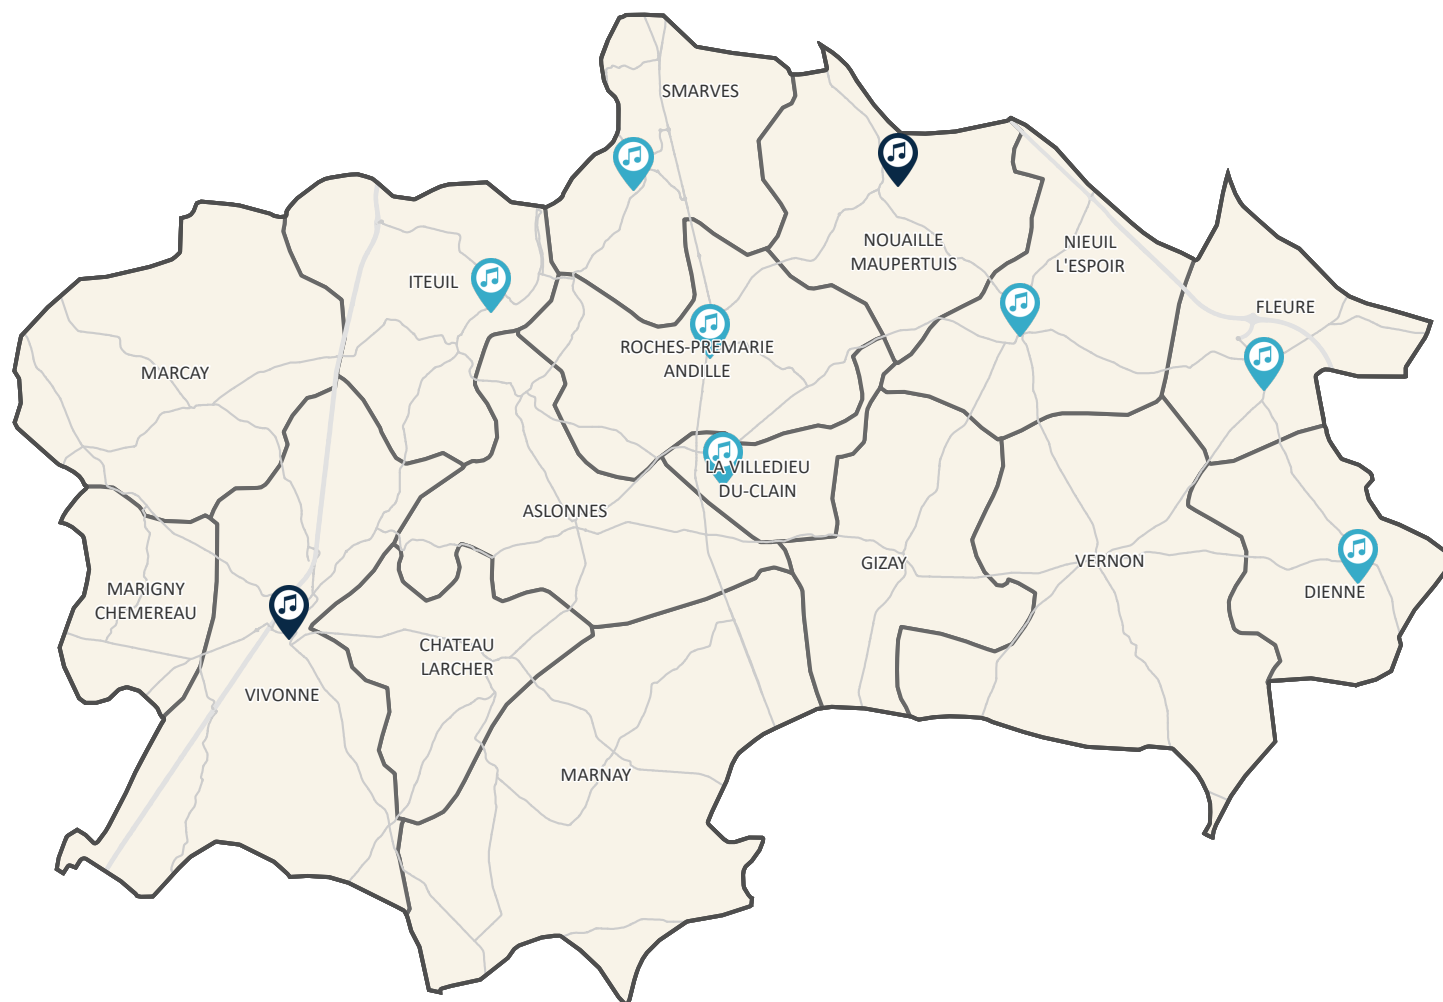 SMARVES
NOUAILLE
MAUPERTUIS
NIEUIL
L'ESPOIR
ITEUIL
FLEURE
ROCHES-PREMARIE
ANDILLE
MARCAY
LA VILLEDIEU
DU-CLAIN
ASLONNES
GIZAY
VERNON
MARIGNY
CHEMEREAU
DIENNE
CHATEAU
LARCHER
VIVONNE
MARNAY